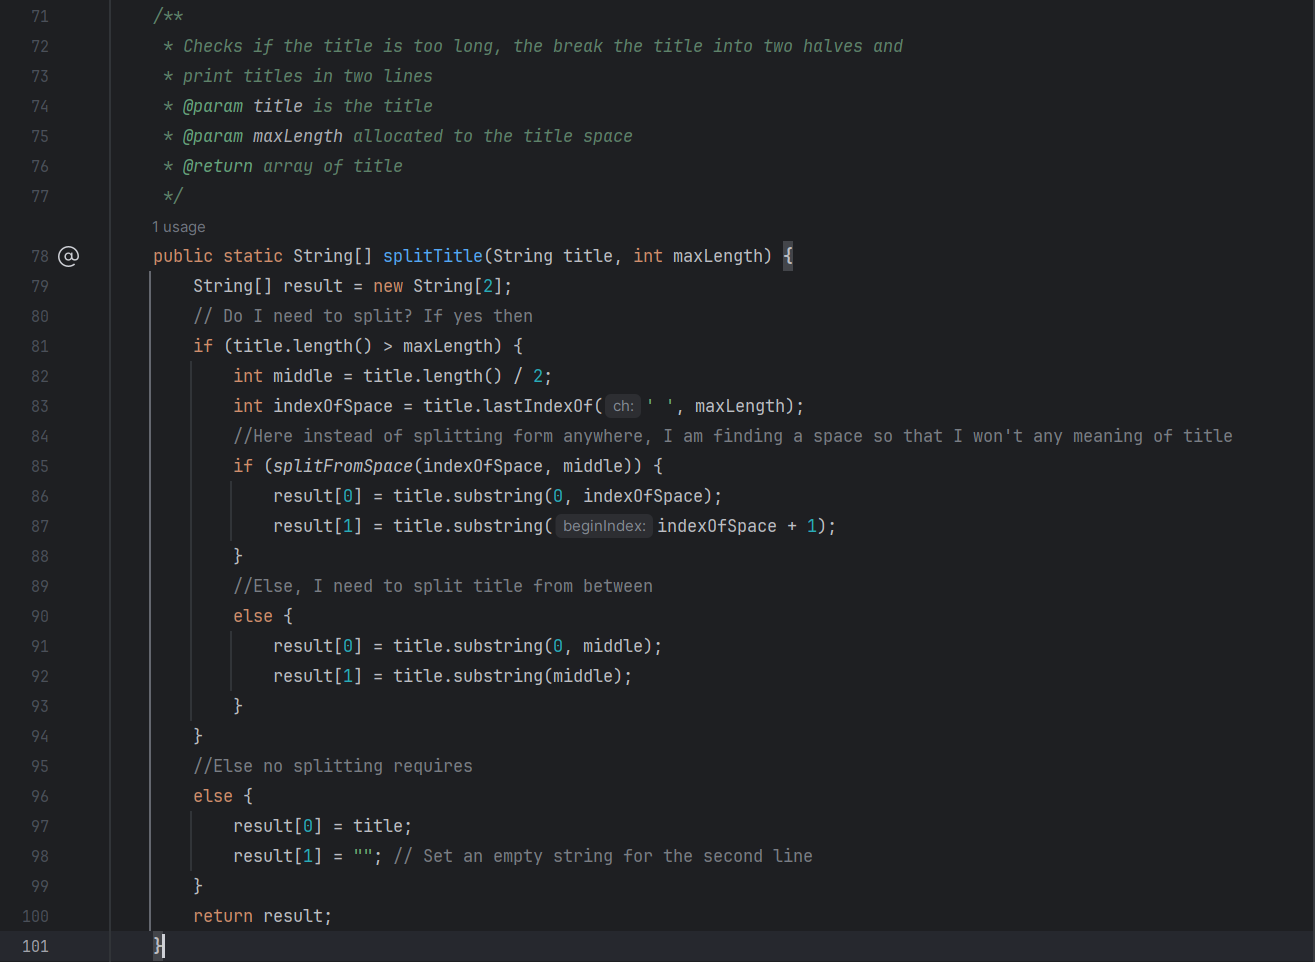 71 /**
72 * Checks if the title is too long, the break the title into two halves and
73 * print titles in two lines
74 * @param title is the title
75 * @param maxLength allocated to the title space
76 * @return array of title
77 */
1 usage
78 @ public static String[] splitTitle(String title, int maxLength) {
79 String[] result = new String[2];
80 // Do I need to split? If yes then
81 if (title.length() > maxLength) {
82 int middle = title.length() / 2;
83 int indexOfSpace = title.lastIndexOf( ch: ' ', maxLength);
84 //Here instead of splitting form anywhere, I am finding a space so that I won't any meaning of title
85 if (splitFromSpace(indexOfSpace, middle)) {
86 result[0] = title.substring(0, indexOfSpace);
87 result[1] = title.substring( beginIndex: indexOfSpace + 1);
88 }
89 //Else, I need to split title from between
90 else {
91 result[0] = title.substring(0, middle);
92 result[1] = title.substring(middle);
93 }
94 }
95 //Else no splitting requires
96 else {
97 result[0] = title;
98 result[1] = ""; // Set an empty string for the second line
99 }
100 return result;
101 }